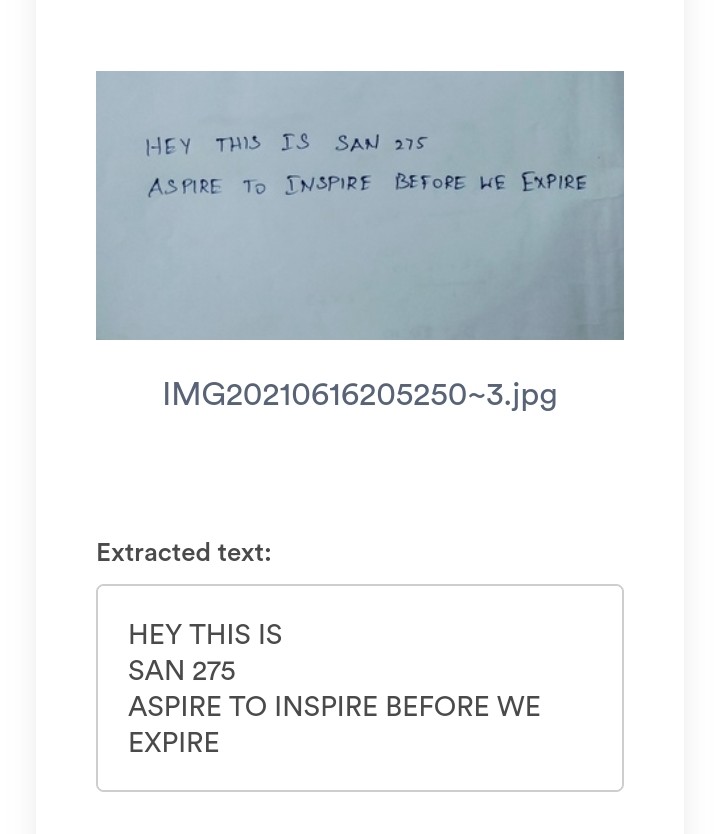 HEY THIS IS SAN 275
ASPIRE TO INSPIRE BEFORE WE EXPIRE
IMG20210616205250~3.jpg
Extracted text:
HEY THIS IS
SAN 275
ASPIRE TO INSPIRE BEFORE WE
EXPIRE